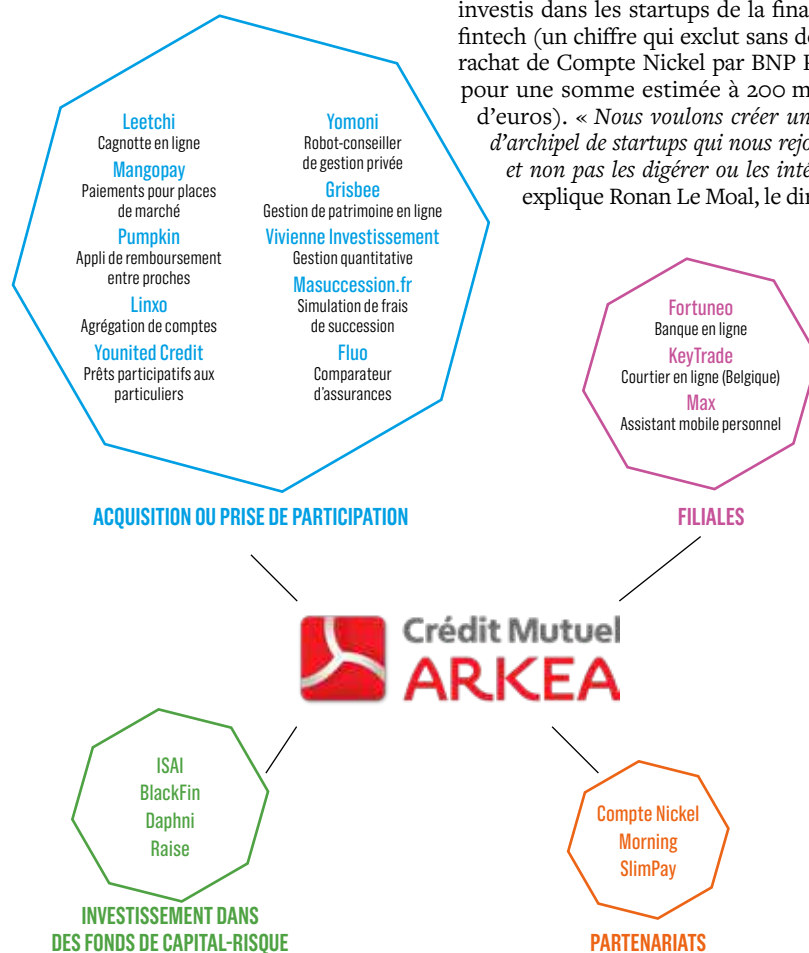 investis dans les startups de la
fintech (un chiffre qui exclut sans
rachat de Compte Nickel par BNP
pour une somme estimée à 200
d'euros). « Nous voulons créer
d'archipel de startups qui nous
et non pas les digérer ou les
explique Ronan Le Moal, le
Leetchi
Cagnotte en ligne
Mangopay
Paiements pour places
de marché
Pumpkin
Appli de remboursement
entre proches
Linxo
Agrégation de comptes
Younited Credit
Prêts participatifs aux
particuliers
Yomoni
Robot-conseiller
de gestion privée
Grisbee
Gestion de patrimoine en ligne
Vivienne Investissement
Gestion quantitative
Masuccession.fr
Simulation de frais
de succession
Fluo
Comparateur
d'assurances
ACQUISITION OU PRISE DE PARTICIPATION
Fortuneo
Banque en ligne
KeyTrade
Courtier en ligne (Belgique)
Max
Assistant mobile personnel
FILIALES
Crédit Mutuel
ARKEA
ISAI
BlackFin
Daphni
Raise
INVESTISSEMENT DANS
DES FONDS DE CAPITAL-RISQUE
Compte Nickel
Morning
SlimPay
PARTENARIATS